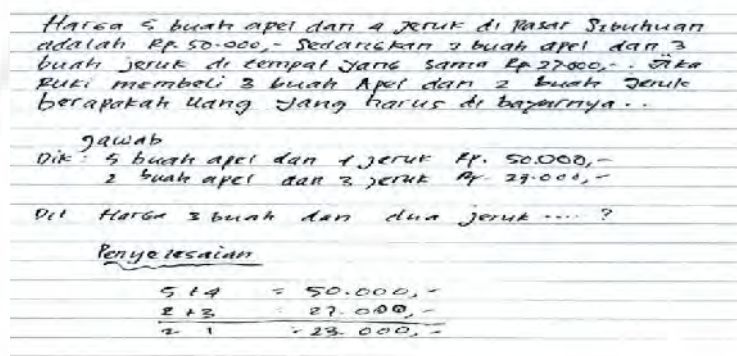 Harga 5 buah apel dan 4 Jeruk di Pasar Sibuhuan
adalah Rp. 50.000,- Sedangkan 2 buah apel dan 3
buah jeruk di tempat yang sama Rp 27.000,-. Jika
Ruki membeli 3 buah Apel dan 2 buah Jeruk
berapakah uang yang harus di bayarnya..
Jawab
Dik : 5 buah apel dan 4 jeruk Rp. 50.000,-
2 buah apel dan 3 jeruk Rp 27.000,-
Dit Harga 3 buah dan dua jeruk .... ?
Penyelesaian
5 + 4 = 50.000,-
2 + 3 : 27.000,-
2 1 = 23.000,-